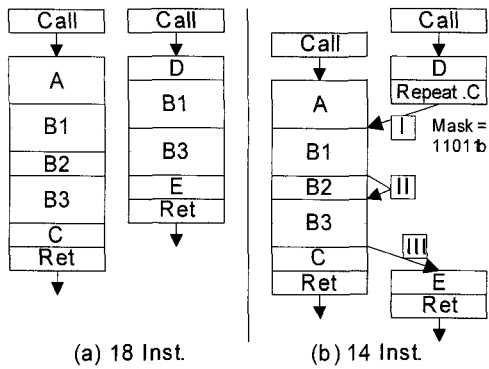 Call
A
B1
B2
B3
C
Ret
Call
D
B1
B3
E
Ret
(a) 18 Inst.
Call
A
B1
B2
B3
C
Ret
Call
D
Repeat.C
I
Mask =
11011b
II
III
E
Ret
(b) 14 Inst.